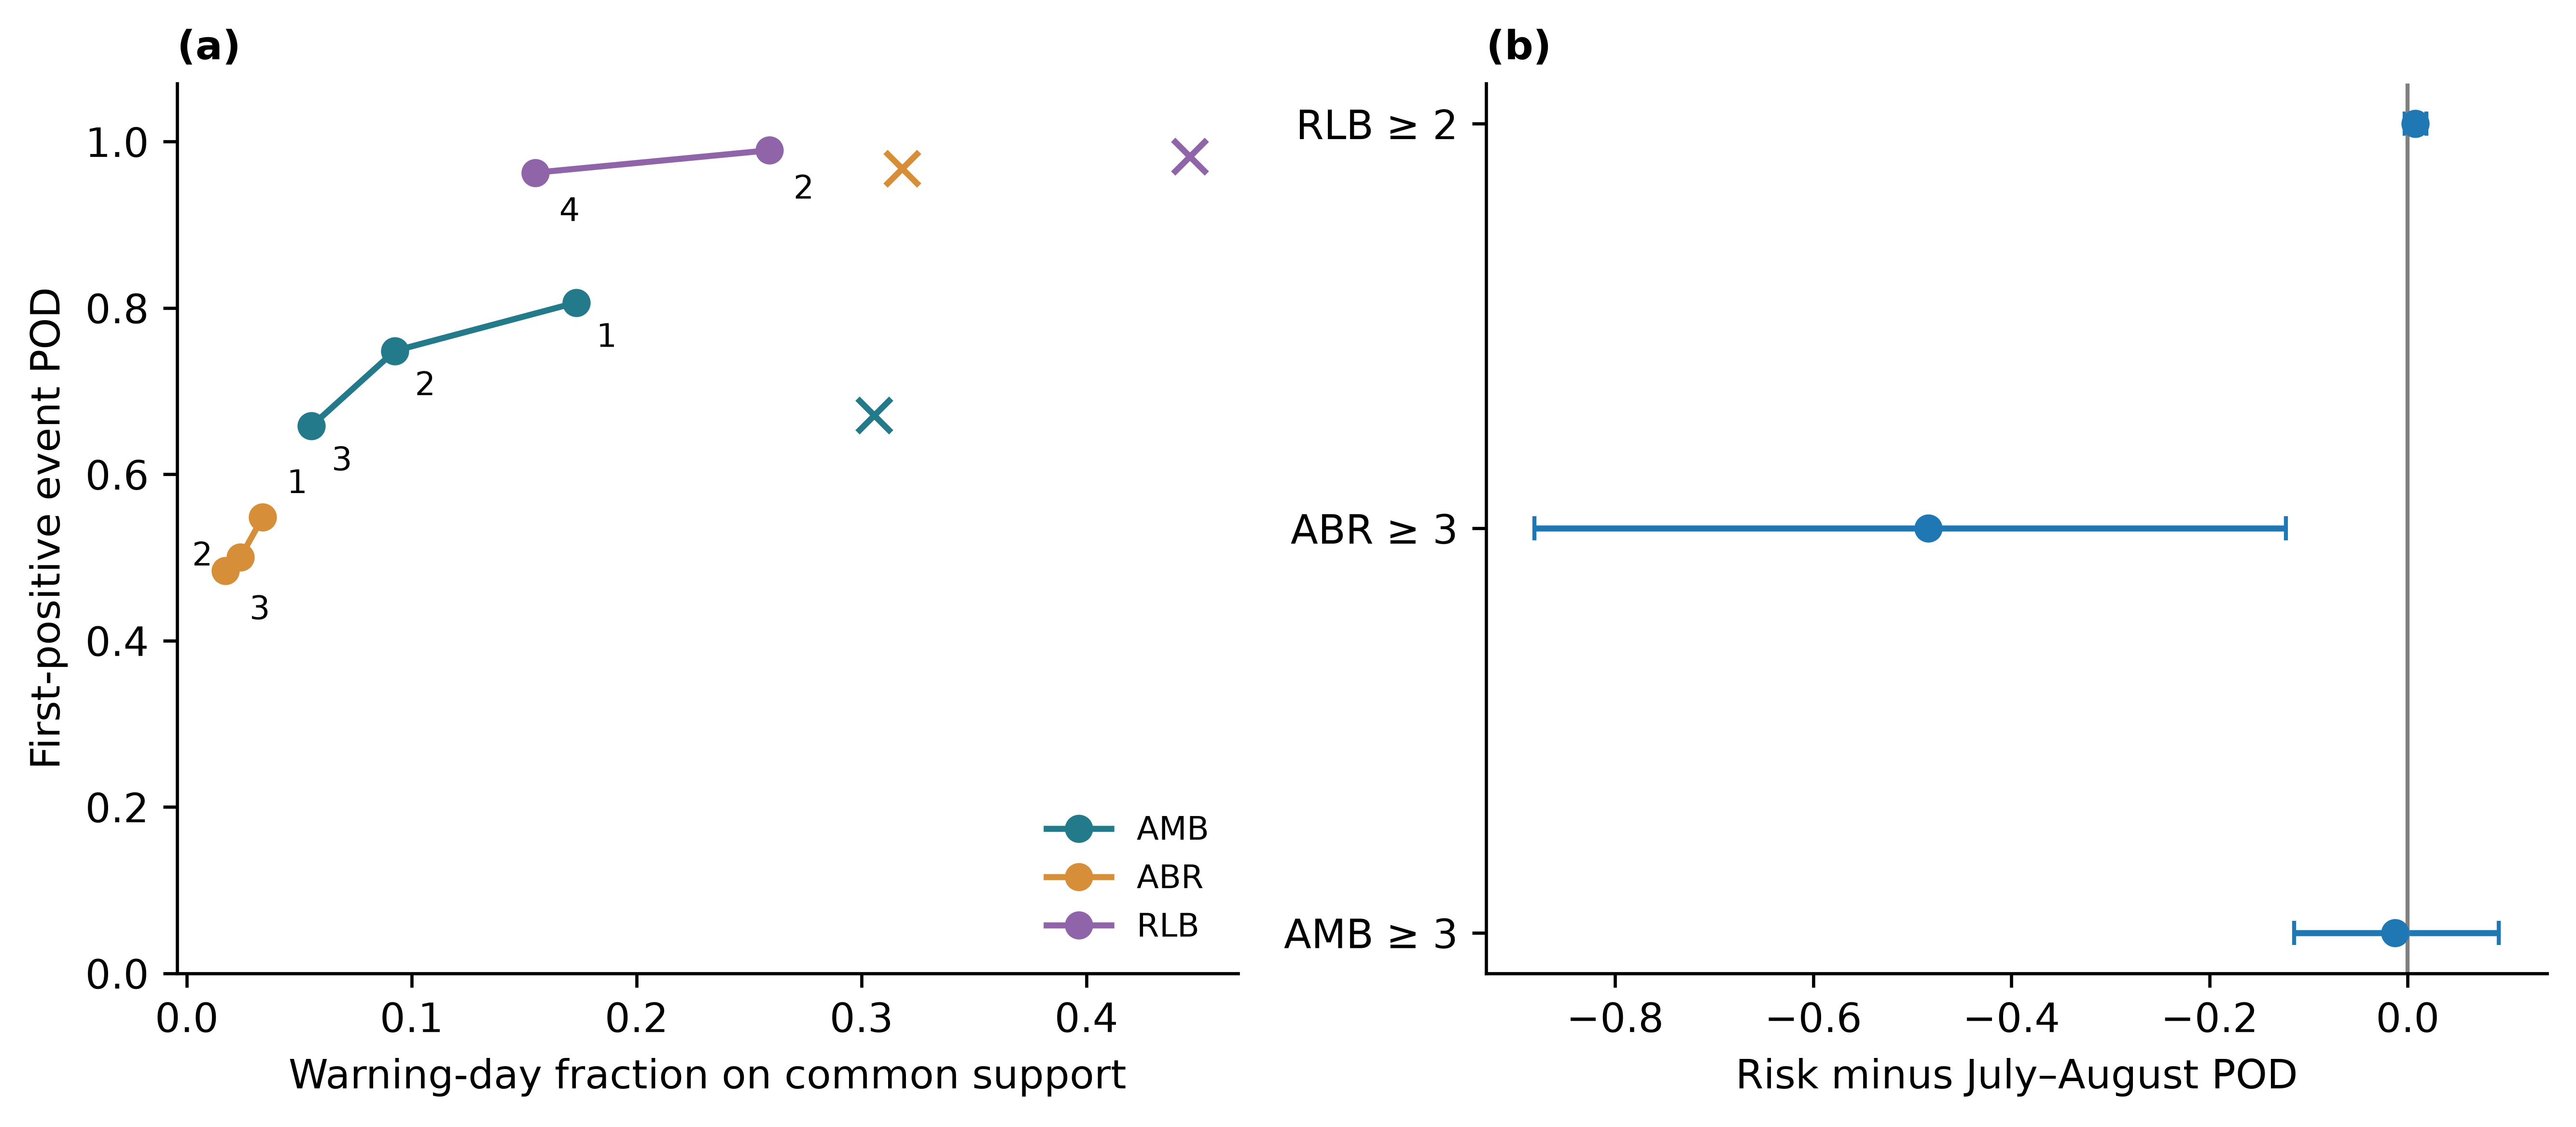 (a)
First-positive event POD
1.0
0.8
0.6
0.4
0.2
0.0
4
2
1
2
3
1
2
3
AMB
ABR
RLB
0.0 0.1 0.2 0.3 0.4
Warning-day fraction on common support
(b)
RLB ≥ 2
ABR ≥ 3
AMB ≥ 3
−0.8 −0.6 −0.4 −0.2 0.0
Risk minus July–August POD